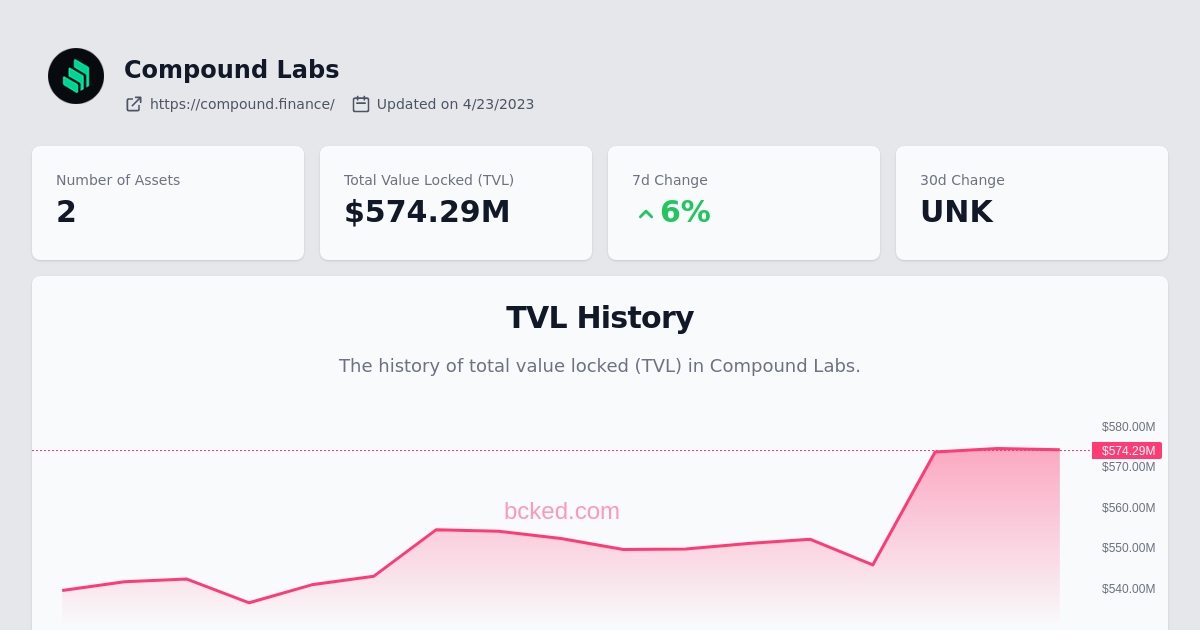 Compound Labs
https://compound.finance/ Updated on 4/23/2023
Number of Assets
2
Total Value Locked (TVL)
$574.29M
7d Change
6%
30d Change
UNK
TVL History
The history of total value locked (TVL) in Compound Labs.
$580.00M
$574.29M
$570.00M
bcked.com
$560.00M
$550.00M
$540.00M